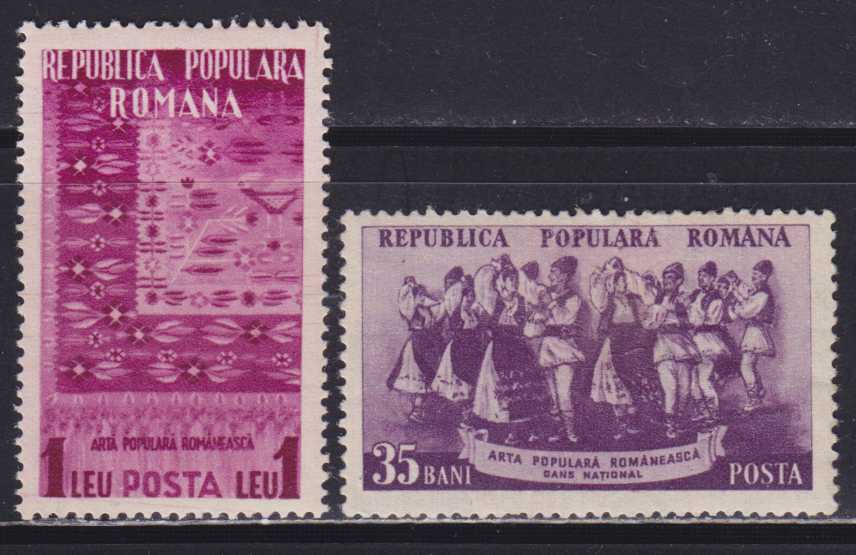 REPUBLICA POPULARA
ROMANA
ARTA POPULARĂ ROMÂNEASCĂ
1 LEU POSTA LEU 1
REPUBLICA POPULARĂ ROMÂNA
35 BANI
ARTA POPULARĂ ROMÂNEASCĂ
DANS NATIONAL
POSTA